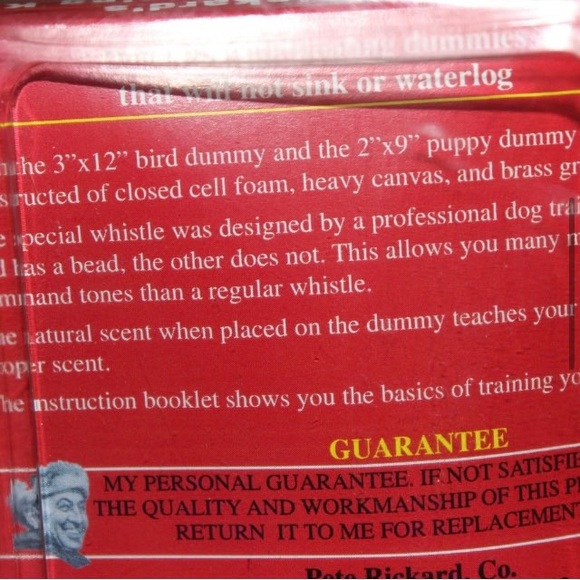 dummies
that will not sink or waterlog
the 3”x12” bird dummy and the 2”x9” puppy dummy
ructed of closed cell foam, heavy canvas, and brass gr
special whistle was designed by a professional dog trai
has a bead, the other does not. This allows you many m
mmand tones than a regular whistle.
natural scent when placed on the dummy teaches your
oper scent.
The instruction booklet shows you the basics of training yo
GUARANTEE
MY PERSONAL GUARANTEE. IF NOT SATISFIE
THE QUALITY AND WORKMANSHIP OF THIS P
RETURN IT TO ME FOR REPLACEMEN
Pete Rickard, Co.